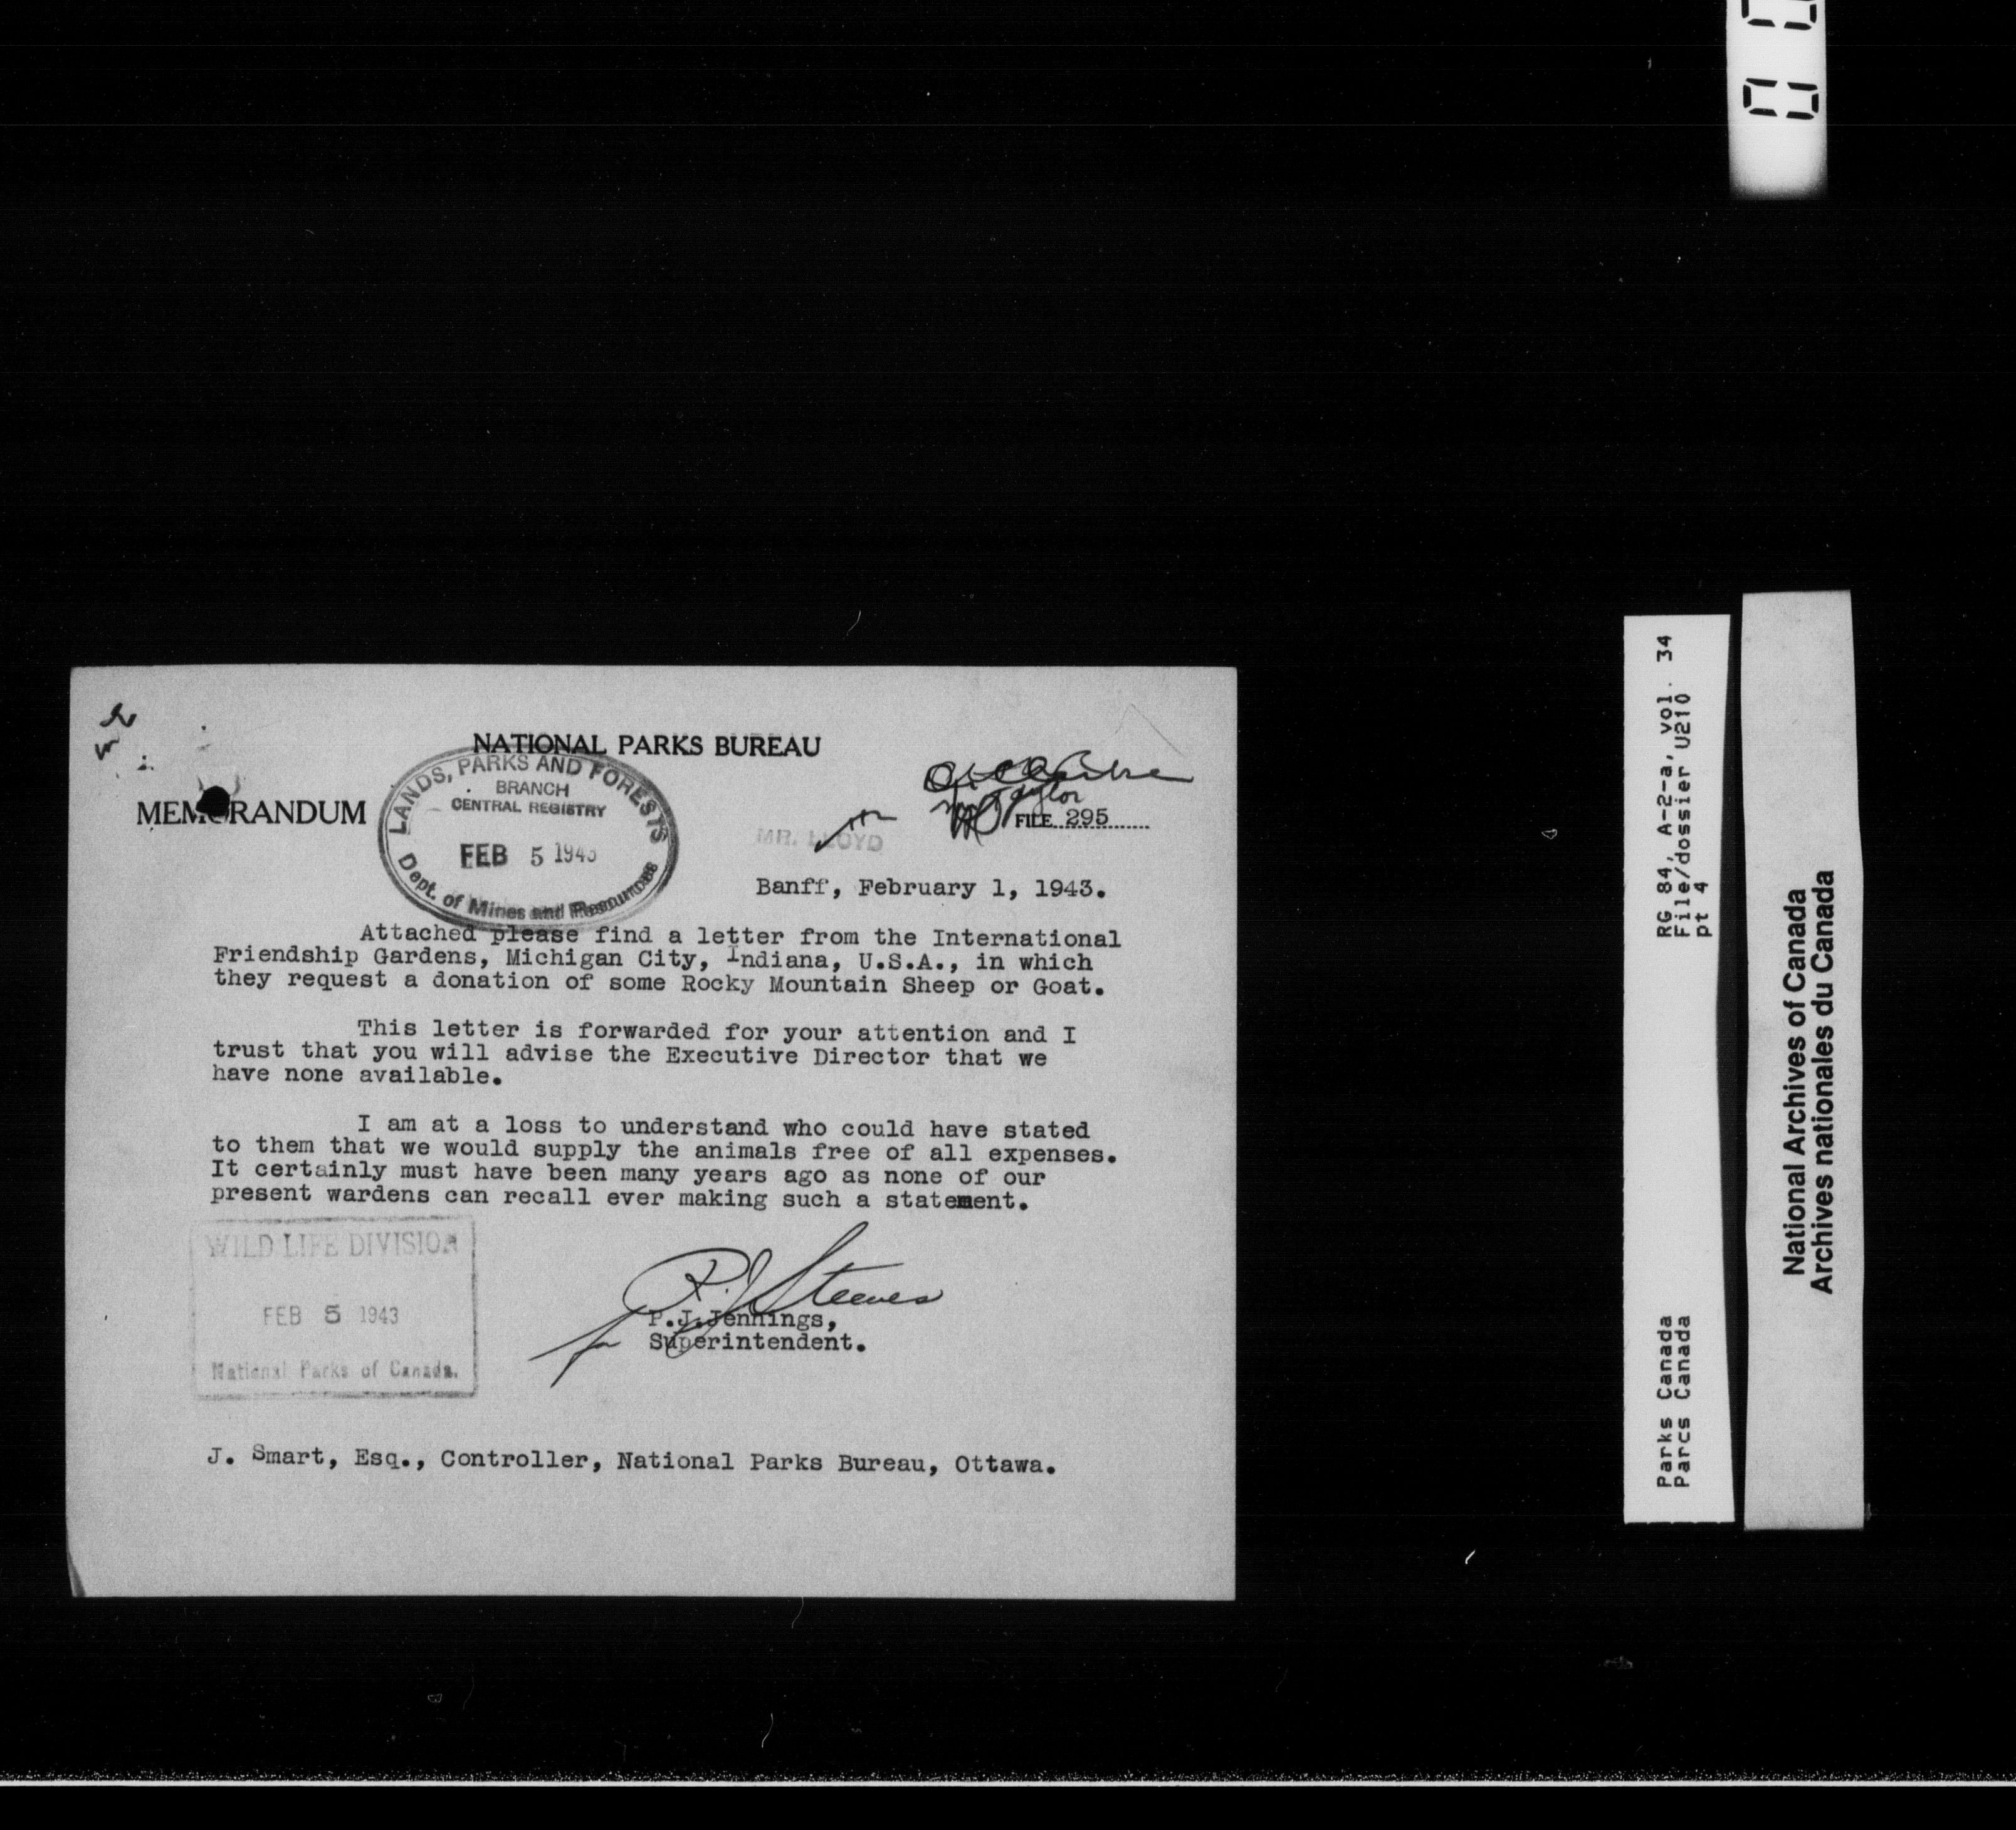 NATIONAL PARKS BUREAU
LANDS, PARKS AND FORESTS
BRANCH
CENTRAL REGISTRY
FEB 5 1943
Dept. of Mines and Resources
MEMORANDUM
Mr Taylor
FILE 295
MR. LLOYD
Banff, February 1, 1943.
Attached please find a letter from the International
Friendship Gardens, Michigan City, Indiana, U.S.A., in which
they request a donation of some Rocky Mountain Sheep or Goat.
This letter is forwarded for your attention and I
trust that you will advise the Executive Director that we
have none available.
I am at a loss to understand who could have stated
to them that we would supply the animals free of all expenses.
It certainly must have been many years ago as none of our
present wardens can recall ever making such a statement.
WILD LIFE DIVISION
FEB 5 1943
National Parks of Canada.
Steeves
for
P.J.Jennings,
Superintendent.
J. Smart, Esq., Controller, National Parks Bureau, Ottawa.
RG 84, A-2-a, vol. 34
File/dossier U210
pt 4
Parks Canada
Parcs Canada
National Archives of Canada
Archives nationales du Canada